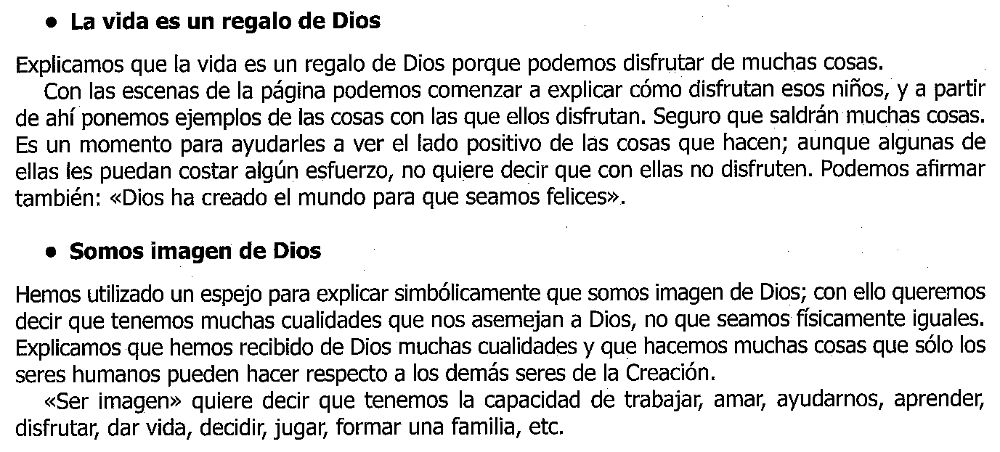 • La vida es un regalo de Dios
Explicamos que la vida es un regalo de Dios porque podemos disfrutar de muchas cosas.
Con las escenas de la página podemos comenzar a explicar cómo disfrutan esos niños, y a partir
de ahí ponemos ejemplos de las cosas con las que ellos disfrutan. Seguro que saldrán muchas cosas.
Es un momento para ayudarles a ver el lado positivo de las cosas que hacen; aunque algunas de
ellas les puedan costar algún esfuerzo, no quiere decir que con ellas no disfruten. Podemos afirmar
también: «Dios ha creado el mundo para que seamos felices».
• Somos imagen de Dios
Hemos utilizado un espejo para explicar simbólicamente que somos imagen de Dios; con ello queremos
decir que tenemos muchas cualidades que nos asemejan a Dios, no que seamos físicamente iguales.
Explicamos que hemos recibido de Dios muchas cualidades y que hacemos muchas cosas que sólo los
seres humanos pueden hacer respecto a los demás seres de la Creación.
«Ser imagen» quiere decir que tenemos la capacidad de trabajar, amar, ayudarnos, aprender,
disfrutar, dar vida, decidir, jugar, formar una familia, etc.